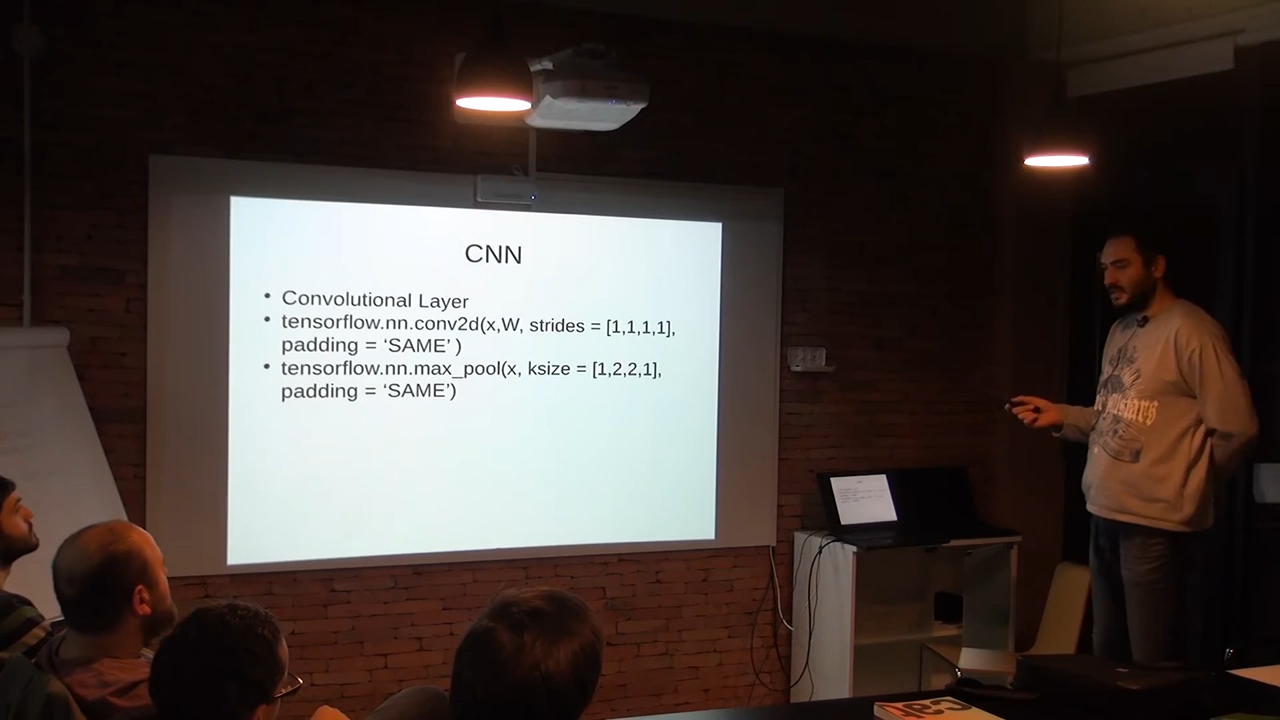 CNN
• Convolutional Layer
• tensorflow.nn.conv2d(x,W, strides = [1,1,1,1],
padding = ‘SAME’ )
• tensorflow.nn.max_pool(x, ksize = [1,2,2,1],
padding = ‘SAME’)